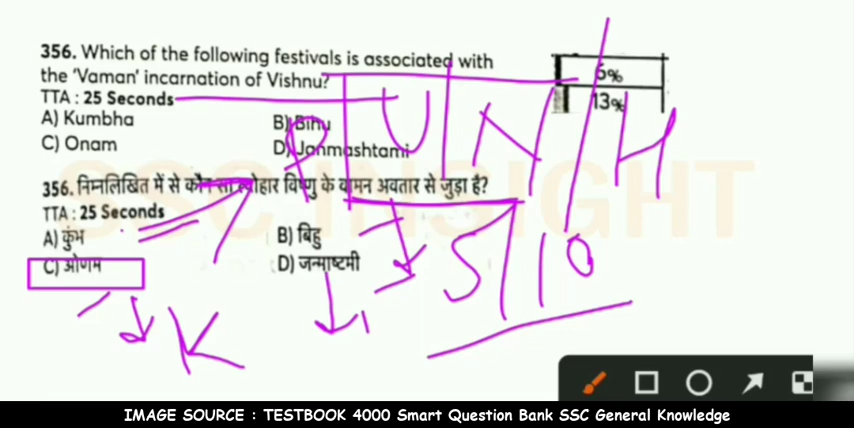 356. Which of the following festivals is associated with
the 'Vaman' incarnation of Vishnu?
TTA : 25 Seconds
A) Kumbha
B) Bihu
C) Onam
D) Janmashtami
6%
13%
356. निम्नलिखित में से कौन सा त्योहार विष्णु के वामन अवतार से जुड़ा है?
TTA : 25 Seconds
A) कुंभ
B) बिहु
C) ओणम
D) जन्माष्टमी
K
SSC INSIGHT
IMAGE SOURCE : TESTBOOK 4000 Smart Question Bank SSC General Knowledge